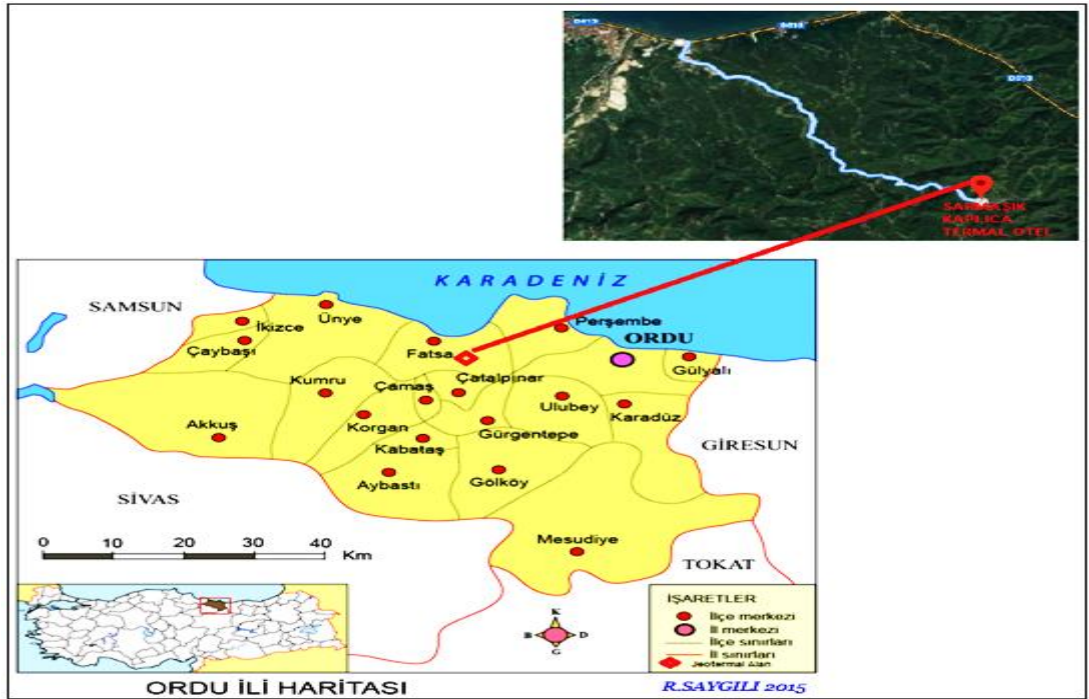 D010
SARMAŞIK
KAPLICA
TERMAL OTEL
KARADENİZ
SAMSUN
Ünye
İkizce
Perşembe
ORDU
Çaybaşı
Fatsa
Gülyalı
Kumru
Çamaş
Çatalpınar
Ulubey
Karadüz
Akkuş
Korgan
Gürgentepe
Kabataş
GİRESUN
Aybastı
Gölköy
SİVAS
Mesudiye
0 10 20 30 40 Km
TOKAT
İŞARETLER
İlçe merkezi
İl merkezi
İlçe sınırları
İl sınırları
Jeotermal Alan
K
B D
G
ORDU İLİ HARİTASI
R.SAYGILI 2015